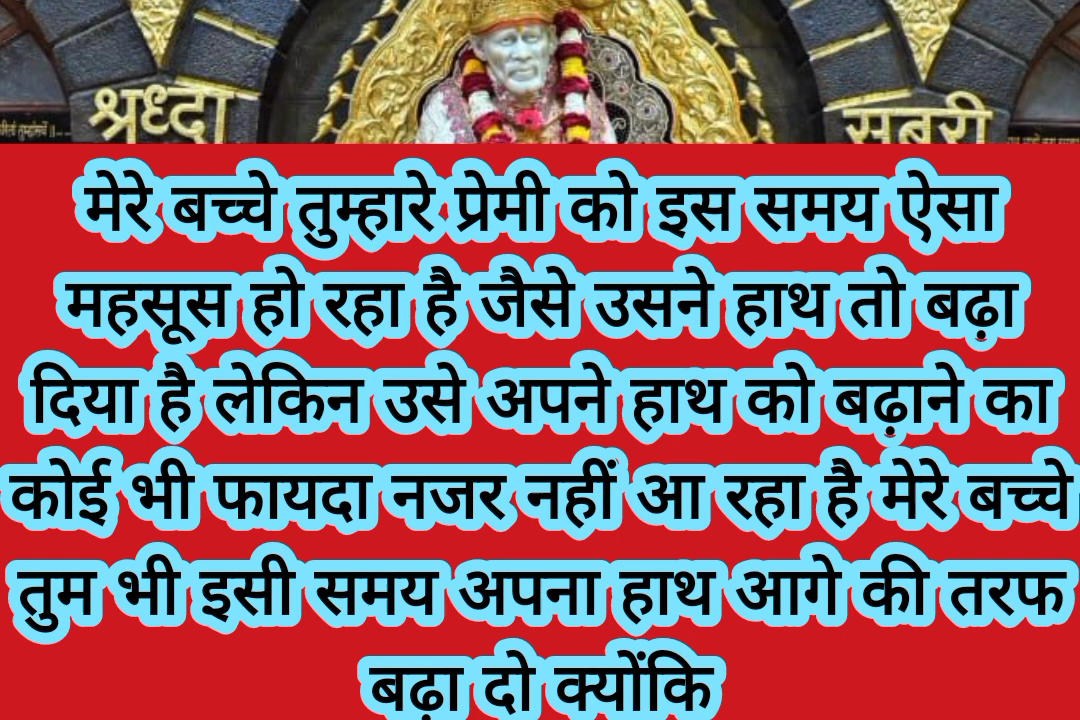 श्रध्दा सबुरी
मेरे बच्चे तुम्हारे प्रेमी को इस समय ऐसा
महसूस हो रहा है जैसे उसने हाथ तो बढ़ा
दिया है लेकिन उसे अपने हाथ को बढ़ाने का
कोई भी फायदा नजर नहीं आ रहा है मेरे बच्चे
तुम भी इसी समय अपना हाथ आगे की तरफ
बढ़ा दो क्योंकि